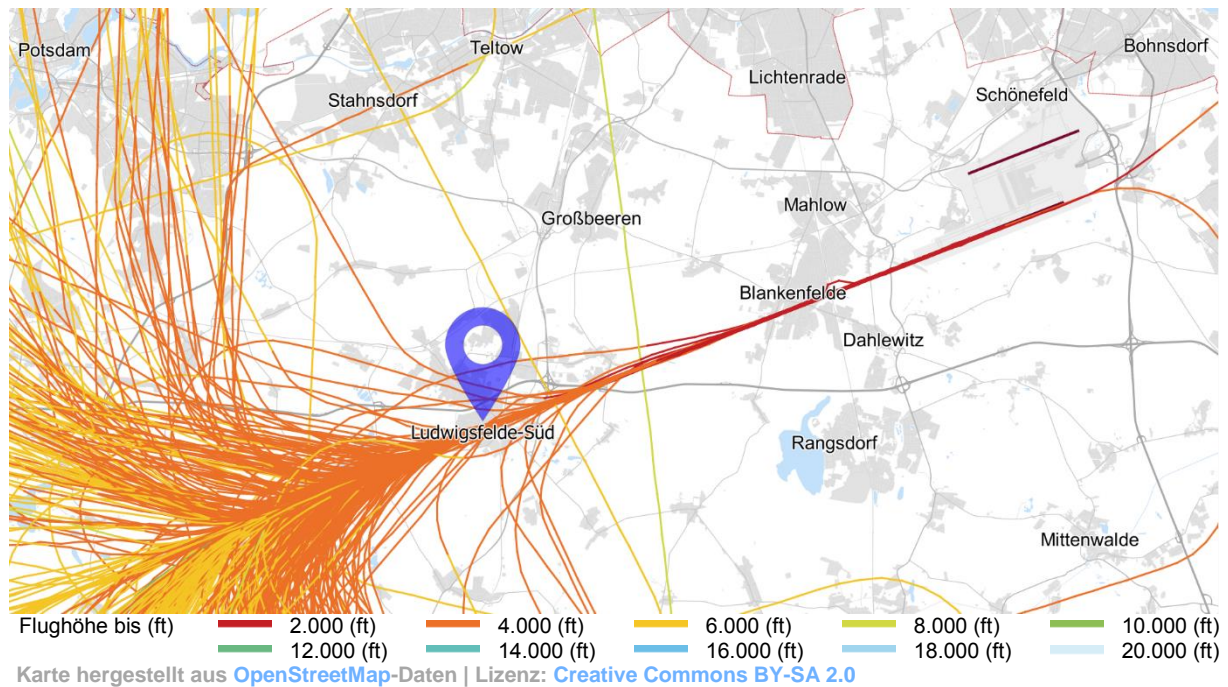 Potsdam
Teltow
Bohnsdorf
Lichtenrade
Stahnsdorf
Schönefeld
Großbeeren
Mahlow
Blankenfelde
Dahlewitz
Ludwigsfelde-Süd
Rangsdorf
Mittenwalde
Flughöhe bis (ft) 2.000 (ft) 4.000 (ft) 6.000 (ft) 8.000 (ft) 10.000 (ft)
12.000 (ft) 14.000 (ft) 16.000 (ft) 18.000 (ft) 20.000 (ft)
Karte hergestellt aus OpenStreetMap-Daten | Lizenz: Creative Commons BY-SA 2.0